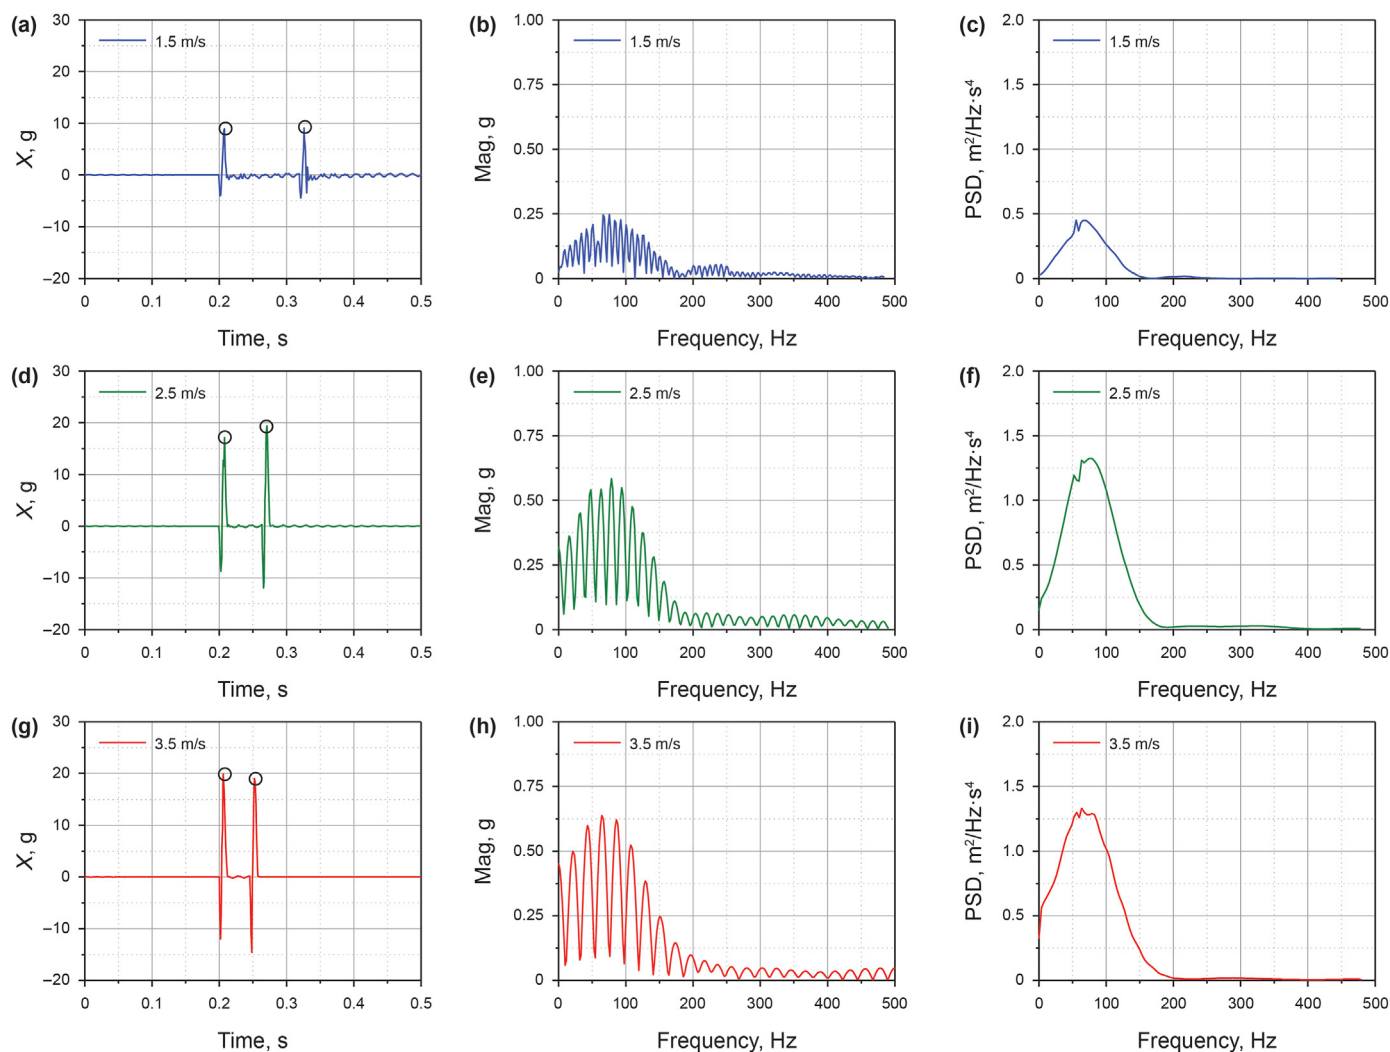 (a)
30
20
10
0
–10
–20
X, g
1.5 m/s
0 0.1 0.2 0.3 0.4 0.5
Time, s
(b)
1.00
0.75
0.50
0.25
0
Mag, g
1.5 m/s
0 100 200 300 400 500
Frequency, Hz
(c)
2.0
1.5
1.0
0.5
0
PSD, m²/Hz·s⁴
1.5 m/s
0 100 200 300 400 500
Frequency, Hz
(d)
30
20
10
0
–10
–20
X, g
2.5 m/s
0 0.1 0.2 0.3 0.4 0.5
Time, s
(e)
1.00
0.75
0.50
0.25
0
Mag, g
2.5 m/s
0 100 200 300 400 500
Frequency, Hz
(f)
2.0
1.5
1.0
0.5
0
PSD, m²/Hz·s⁴
2.5 m/s
0 100 200 300 400 500
Frequency, Hz
(g)
30
20
10
0
–10
–20
X, g
3.5 m/s
0 0.1 0.2 0.3 0.4 0.5
Time, s
(h)
1.00
0.75
0.50
0.25
0
Mag, g
3.5 m/s
0 100 200 300 400 500
Frequency, Hz
(i)
2.0
1.5
1.0
0.5
0
PSD, m²/Hz·s⁴
3.5 m/s
0 100 200 300 400 500
Frequency, Hz